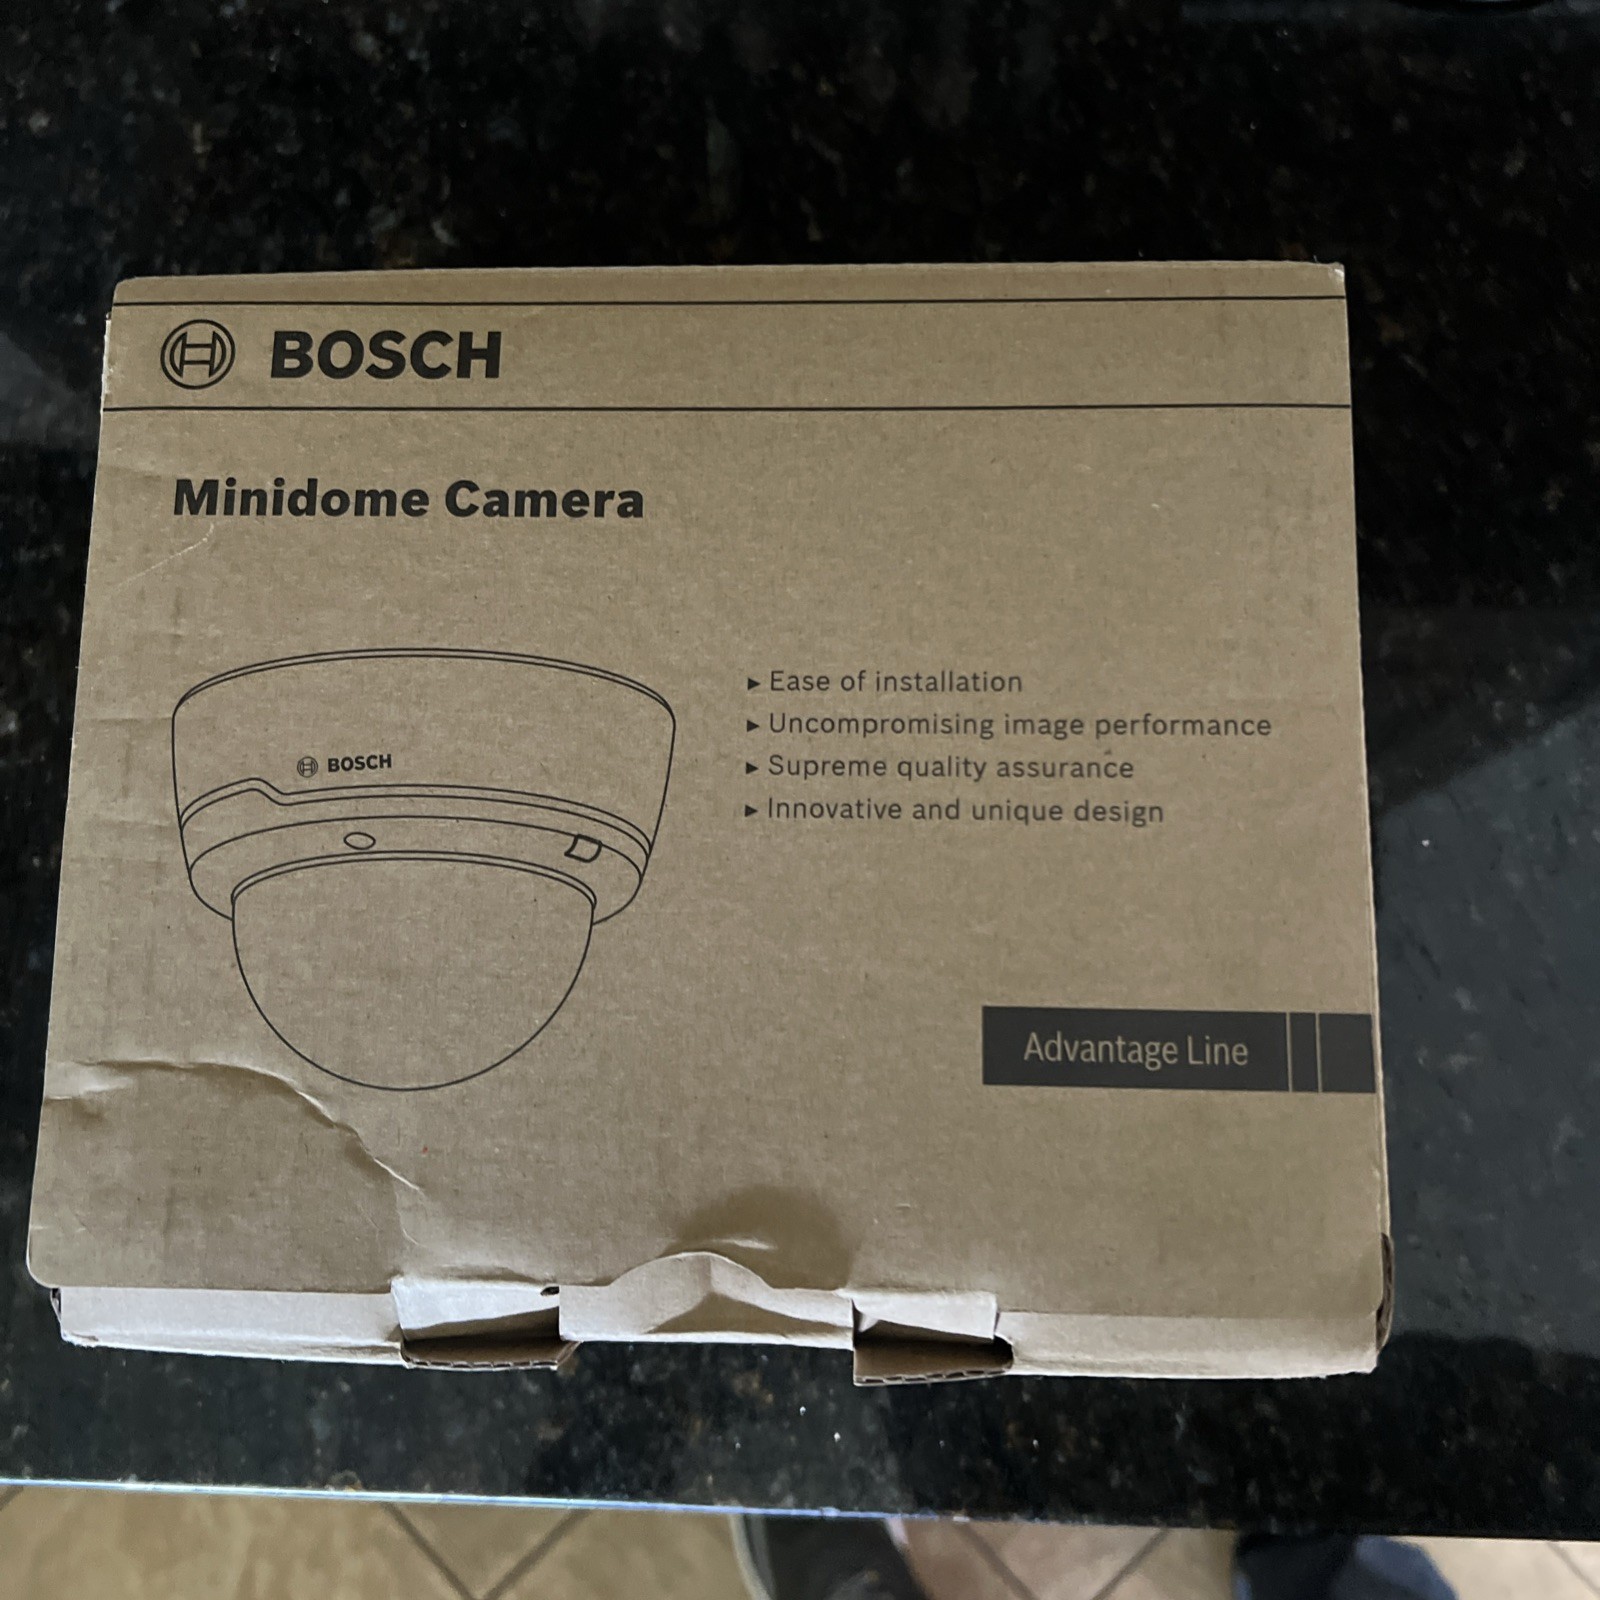 BOSCH
Minidome Camera
BOSCH
▸ Ease of installation
▸ Uncompromising image performance
▸ Supreme quality assurance
▸ Innovative and unique design
Advantage Line